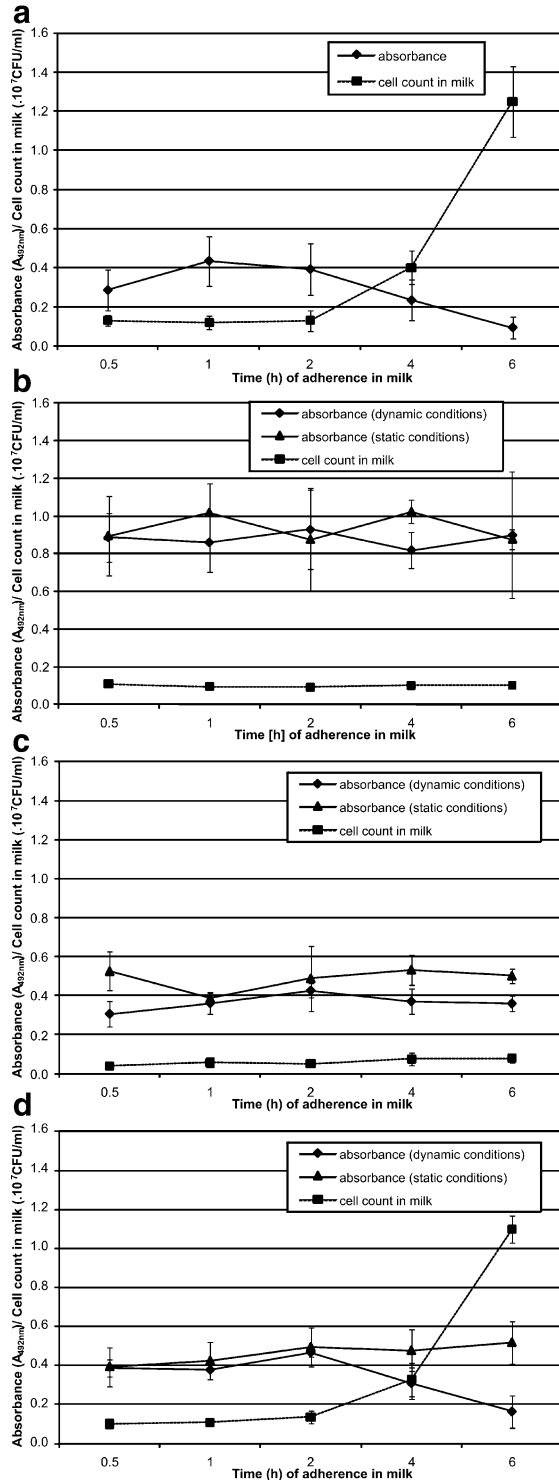 a
Absorbance (A492nm)/ Cell count in milk (.10 7CFU/ml)
1.6
1.4
1.2
1.0
0.8
0.6
0.4
0.2
0.0
absorbance
cell count in milk
0.5 1 2 4 6
Time (h) of adherence in milk
b
Absorbance (A492nm)/ Cell count in milk (.10 7CFU/ml)
1.6
1.4
1.2
1.0
0.8
0.6
0.4
0.2
0.0
absorbance (dynamic conditions)
absorbance (static conditions)
cell count in milk
0.5 1 2 4 6
Time [h] of adherence in milk
c
Absorbance (A492nm)/ Cell count in milk (.10 7CFU/ml)
1.6
1.4
1.2
1.0
0.8
0.6
0.4
0.2
0.0
absorbance (dynamic conditions)
absorbance (static conditions)
cell count in milk
0.5 1 2 4 6
Time (h) of adherence in milk
d
Absorbance (A492nm)/ Cell count in milk (.10 7CFU/ml)
1.6
1.4
1.2
1.0
0.8
0.6
0.4
0.2
0.0
absorbance (dynamic conditions)
absorbance (static conditions)
cell count in milk
0.5 1 2 4 6
Time (h) of adherence in milk